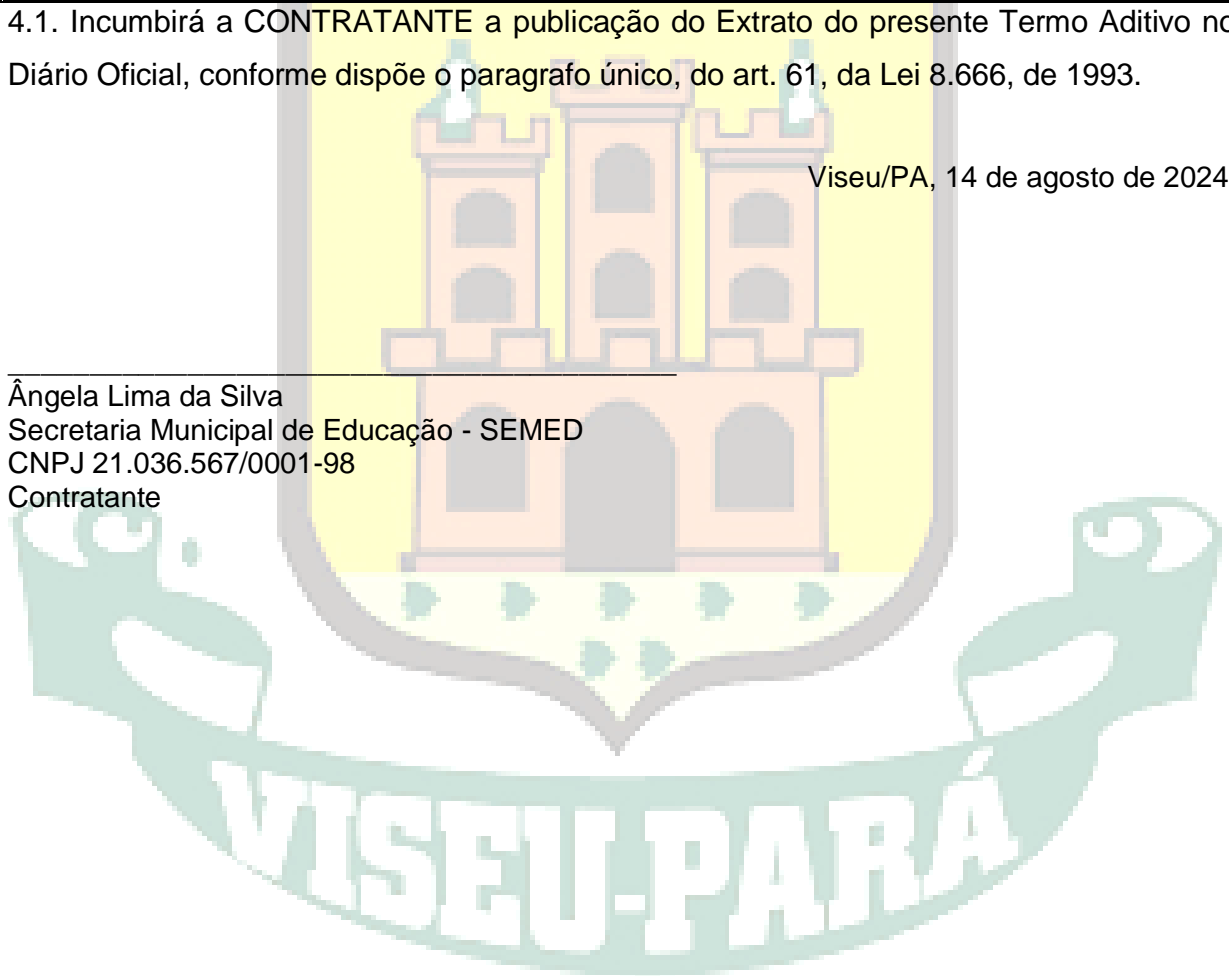 4.1. Incumbirá a CONTRATANTE a publicação do Extrato do presente Termo Aditivo no
Diário Oficial, conforme dispõe o paragrafo único, do art. 61, da Lei 8.666, de 1993.
Viseu/PA, 14 de agosto de 2024
Ângela Lima da Silva
Secretaria Municipal de Educação - SEMED
CNPJ 21.036.567/0001-98
Contratante
VISEU-PARÁ